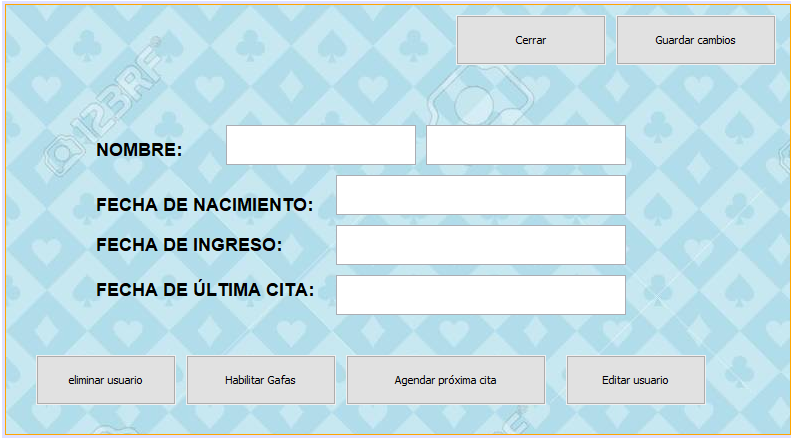 Cerrar Guardar cambios
123RF
NOMBRE:
FECHA DE NACIMIENTO:
FECHA DE INGRESO:
FECHA DE ÚLTIMA CITA:
eliminar usuario Habilitar Gafas Agendar próxima cita Editar usuario